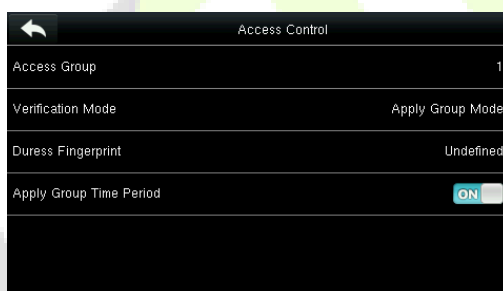 Access Control
Access Group 1
Verification Mode Apply Group Mode
Duress Fingerprint Undefined
Apply Group Time Period ON